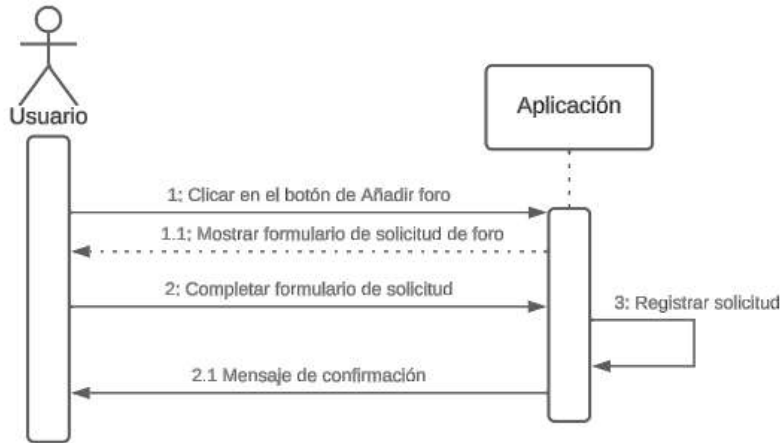 Usuario
Aplicación
1: Clicar en el botón de Añadir foro
1.1: Mostrar formulario de solicitud de foro
2: Completar formulario de solicitud
3: Registrar solicitud
2.1 Mensaje de confirmación